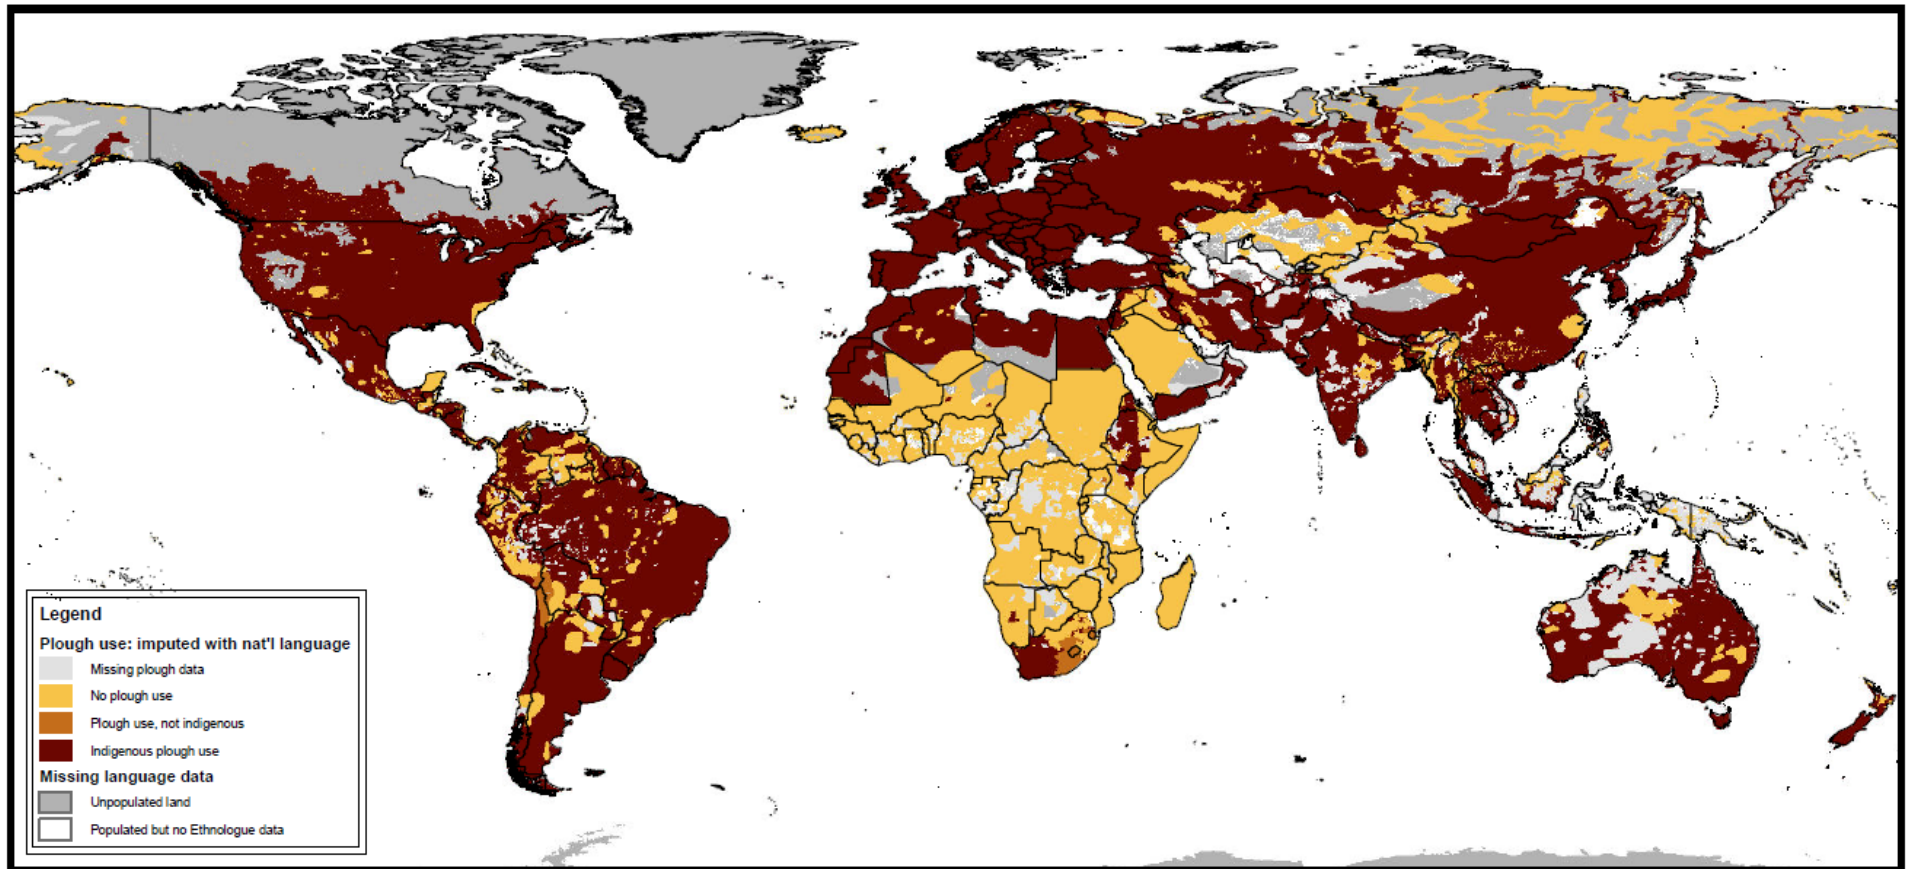 Legend
Plough use: imputed with nat'l language
Missing plough data
No plough use
Plough use, not indigenous
Indigenous plough use
Missing language data
Unpopulated land
Populated but no Ethnologue data